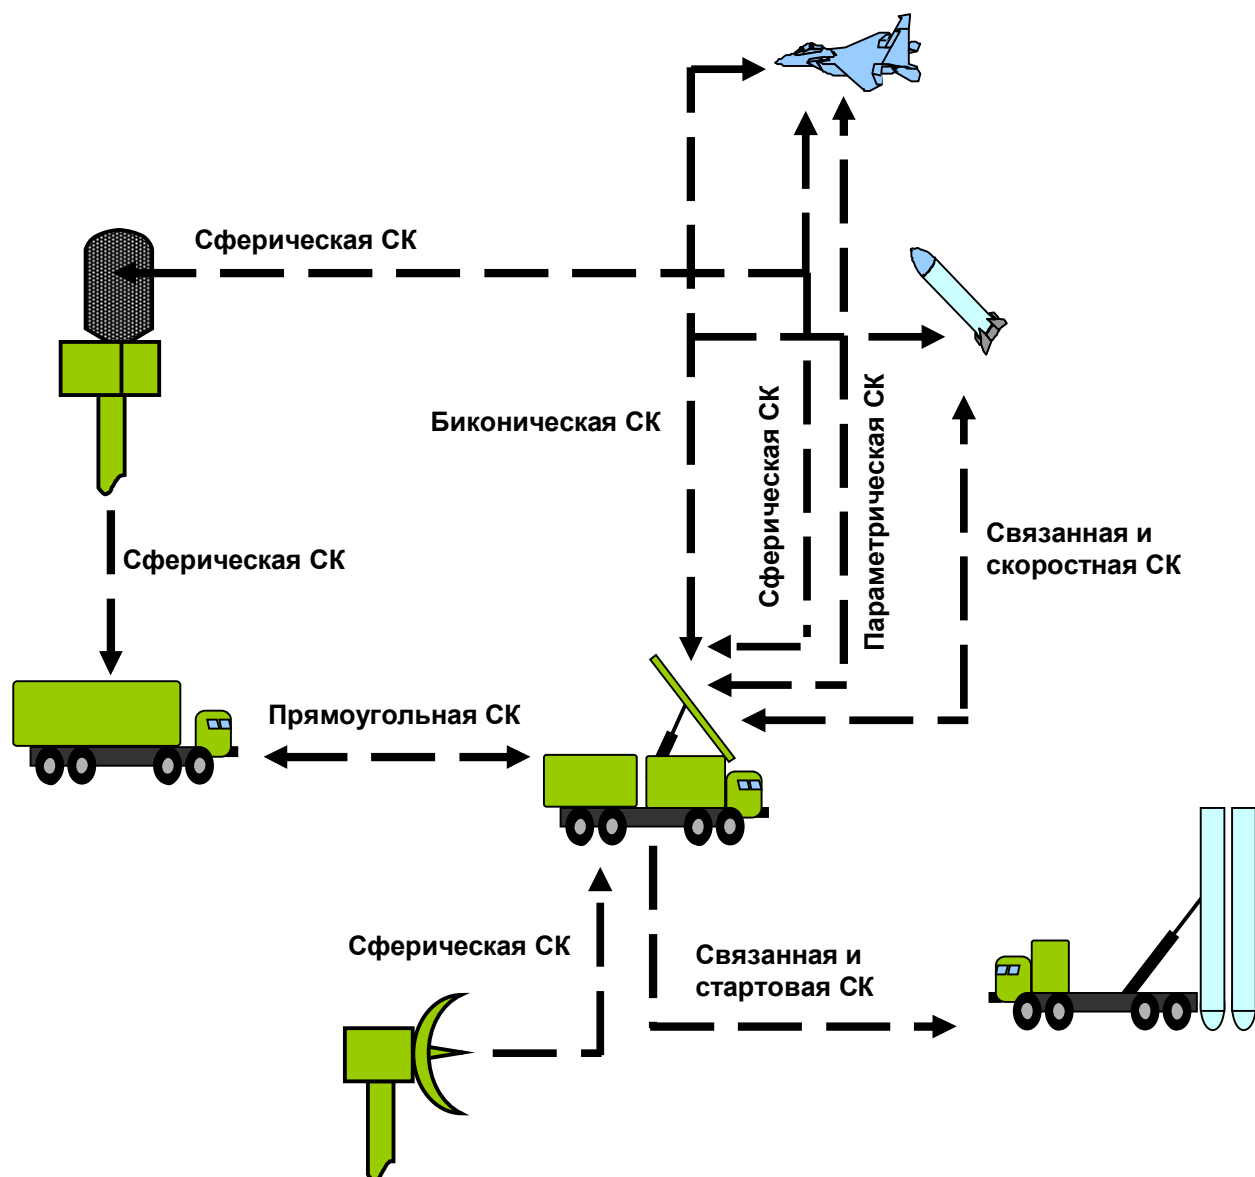 Сферическая СК
Биконическая СК
Сферическая СК
Параметрическая СК
Связанная и
скоростная СК
Сферическая СК
Прямоугольная СК
Сферическая СК
Связанная и
стартовая СК